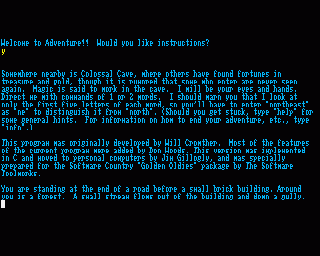 Welcome to Adventure!!  Would you like instructions?
y
Somewhere nearby is Colossal Cave, where others have found fortunes in
treasure and gold, though it is rumored that some who enter are never seen
again.  Magic is said to work in the cave.  I will be your eyes and hands.
Direct me with commands of 1 or 2 words.  I should warn you that I look at
only the first five letters of each word, so you'll have to enter "northeast"
as "ne" to distinguish it from "north". (Should you get stuck, type "help" for
some general hints.  For information on how to end your adventure, etc., type
"info".)
This program was originally developed by Will Crowther.  Most of the features
of the current program were added by Don Woods.  This version was implemented
in C and moved to personal computers by Jim Gillogly, and was specially
prepared for the Software Country "Golden Oldies" package by The Software
Toolworks.
You are standing at the end of a road before a small brick building. Around
you is a forest.  A small stream flows out of the building and down a gully.